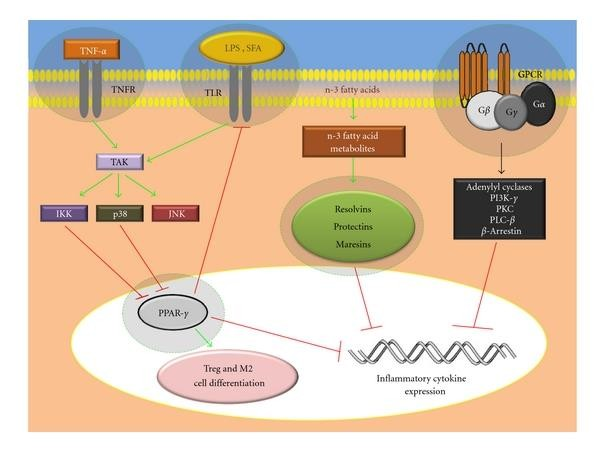 TNF-α
LPS , SFA
TNFR
TLR
n-3 fatty acids
GPCR
Gβ
Gγ
Gα
TAK
n-3 fatty acid
metabolites
IKK
p38
JNK
Resolvins
Protectins
Maresins
Adenylyl cyclases
PI3K-γ
PKC
PLC-β
β-Arrestin
PPAR-γ
Treg and M2
cell differentiation
Inflammatory cytokine
expression